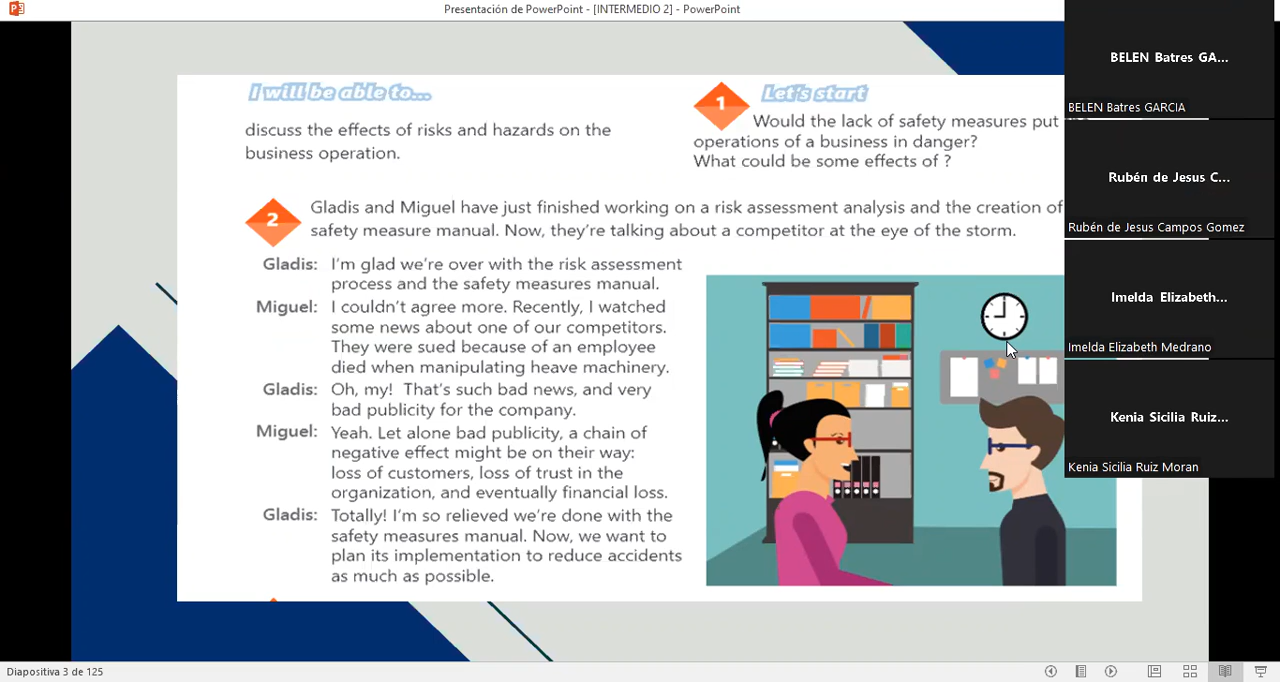 Presentación de PowerPoint - [INTERMEDIO 2] - PowerPoint
I will be able to...
discuss the effects of risks and hazards on the
business operation.
1
Let's start
Would the lack of safety measures put
operations of a business in danger?
What could be some effects of ?
2
Gladis and Miguel have just finished working on a risk assessment analysis and the creation of
safety measure manual. Now, they're talking about a competitor at the eye of the storm.
Gladis: I'm glad we're over with the risk assessment
process and the safety measures manual.
Miguel: I couldn't agree more. Recently, I watched
some news about one of our competitors.
They were sued because of an employee
died when manipulating heave machinery.
Gladis: Oh, my! That's such bad news, and very
bad publicity for the company.
Miguel: Yeah. Let alone bad publicity, a chain of
negative effect might be on their way:
loss of customers, loss of trust in the
organization, and eventually financial loss.
Gladis: Totally! I'm so relieved we're done with the
safety measures manual. Now, we want to
plan its implementation to reduce accidents
as much as possible.
BELEN Batres GA...
BELEN Batres GARCIA
Rubén de Jesus C...
Rubén de Jesus Campos Gomez
Imelda Elizabeth...
Imelda Elizabeth Medrano
Kenia Sicilia Ruiz...
Kenia Sicilia Ruiz Moran
Diapositiva 3 de 125